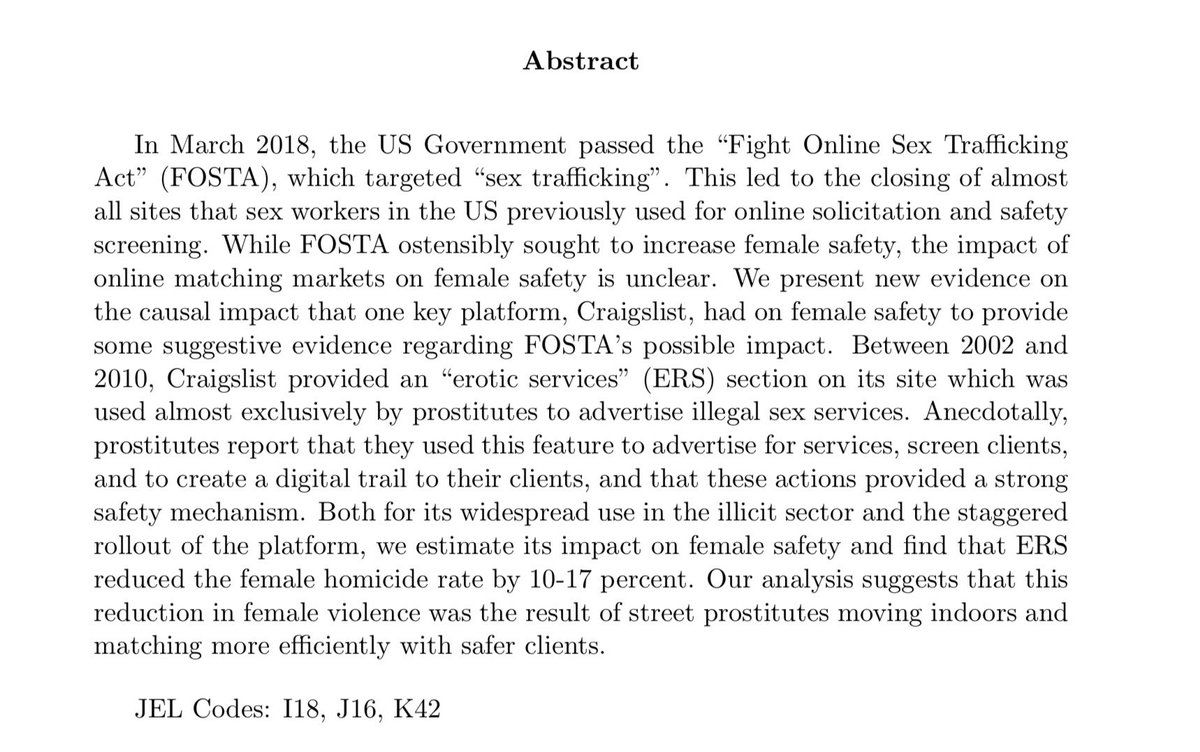 Abstract
In March 2018, the US Government passed the “Fight Online Sex Trafficking
Act” (FOSTA), which targeted “sex trafficking”. This led to the closing of almost
all sites that sex workers in the US previously used for online solicitation and safety
screening. While FOSTA ostensibly sought to increase female safety, the impact of
online matching markets on female safety is unclear. We present new evidence on
the causal impact that one key platform, Craigslist, had on female safety to provide
some suggestive evidence regarding FOSTA’s possible impact. Between 2002 and
2010, Craigslist provided an “erotic services” (ERS) section on its site which was
used almost exclusively by prostitutes to advertise illegal sex services. Anecdotally,
prostitutes report that they used this feature to advertise for services, screen clients,
and to create a digital trail to their clients, and that these actions provided a strong
safety mechanism. Both for its widespread use in the illicit sector and the staggered
rollout of the platform, we estimate its impact on female safety and find that ERS
reduced the female homicide rate by 10-17 percent. Our analysis suggests that this
reduction in female violence was the result of street prostitutes moving indoors and
matching more efficiently with safer clients.
JEL Codes: I18, J16, K42